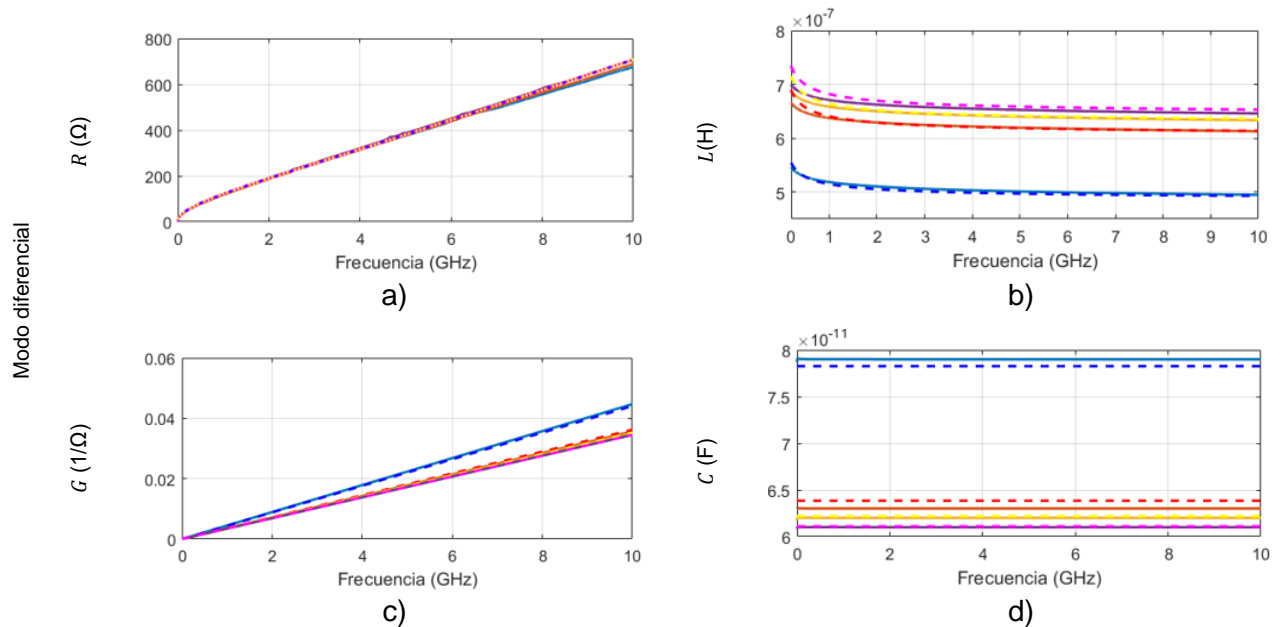 Modo diferencial
R (Ω)
800
600
400
200
0
0 2 4 6 8 10
Frecuencia (GHz)
a)
×10-7
L(H)
8
7
6
5
0 1 2 3 4 5 6 7 8 9 10
Frecuencia (GHz)
b)
G (1/Ω)
0.06
0.04
0.02
0
0 2 4 6 8 10
Frecuencia (GHz)
c)
×10-11
C (F)
8
7.5
7
6.5
6
0 2 4 6 8 10
Frecuencia (GHz)
d)